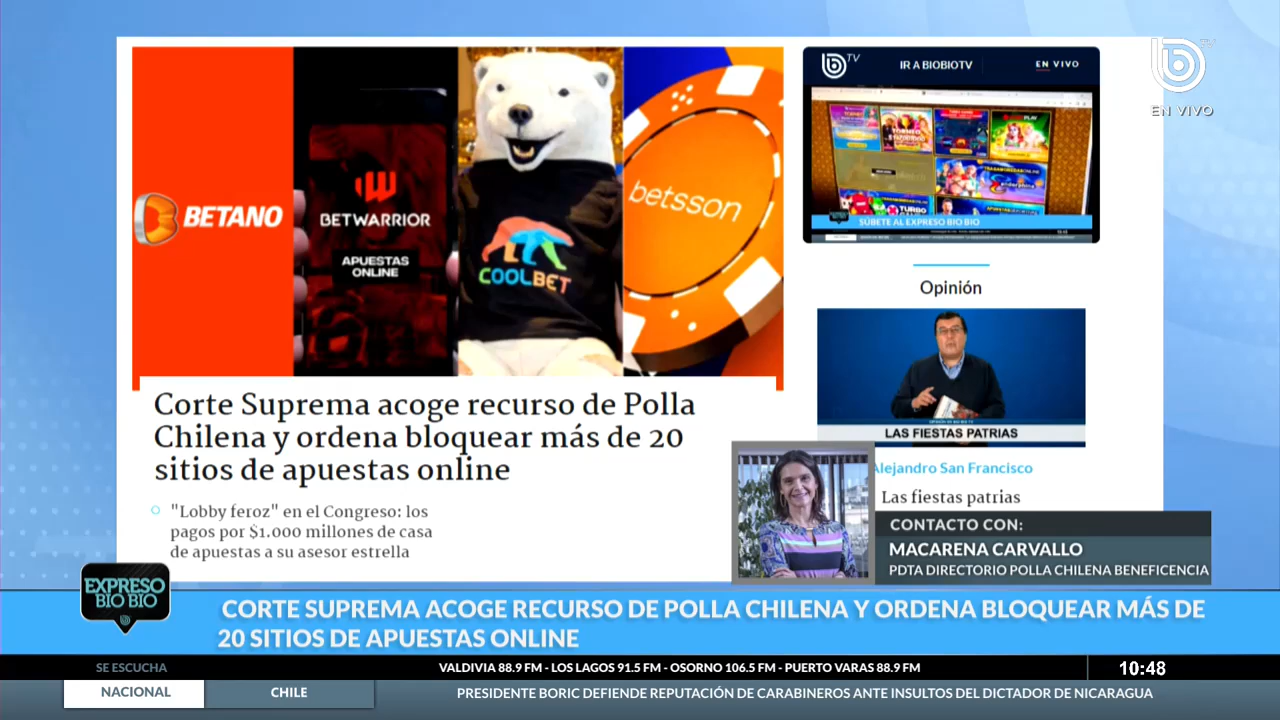 BETANO
BETWARRIOR
APUESTAS
ONLINE
COOLBET
betsson
TV
IR A BIOBIOTV
EN VIVO
SÚBETE AL EXPRESO BIO BIO
TV
EN VIVO
Opinión
LAS FIESTAS PATRIAS
Alejandro San Francisco
Las fiestas patrias
Corte Suprema acoge recurso de Polla
Chilena y ordena bloquear más de 20
sitios de apuestas online
"Lobby feroz" en el Congreso: los
pagos por $1.000 millones de casa
de apuestas a su asesor estrella
CONTACTO CON:
MACARENA CARVALLO
PDTA DIRECTORIO POLLA CHILENA BENEFICENCIA
EXPRESO
BIO BIO
CORTE SUPREMA ACOGE RECURSO DE POLLA CHILENA Y ORDENA BLOQUEAR MÁS DE
20 SITIOS DE APUESTAS ONLINE
SE ESCUCHA
VALDIVIA 88.9 FM - LOS LAGOS 91.5 FM - OSORNO 106.5 FM - PUERTO VARAS 88.9 FM
10:48
NACIONAL
CHILE
PRESIDENTE BORIC DEFIENDE REPUTACIÓN DE CARABINEROS ANTE INSULTOS DEL DICTADOR DE NICARAGUA